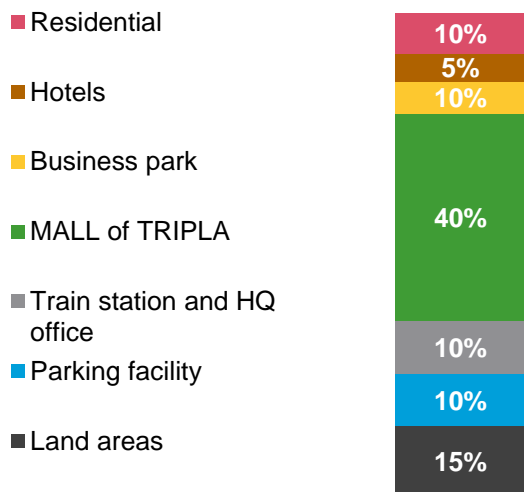 Residential
Hotels
Business park
MALL of TRIPLA
Train station and HQ
office
Parking facility
Land areas
10%
5%
10%
40%
10%
10%
15%